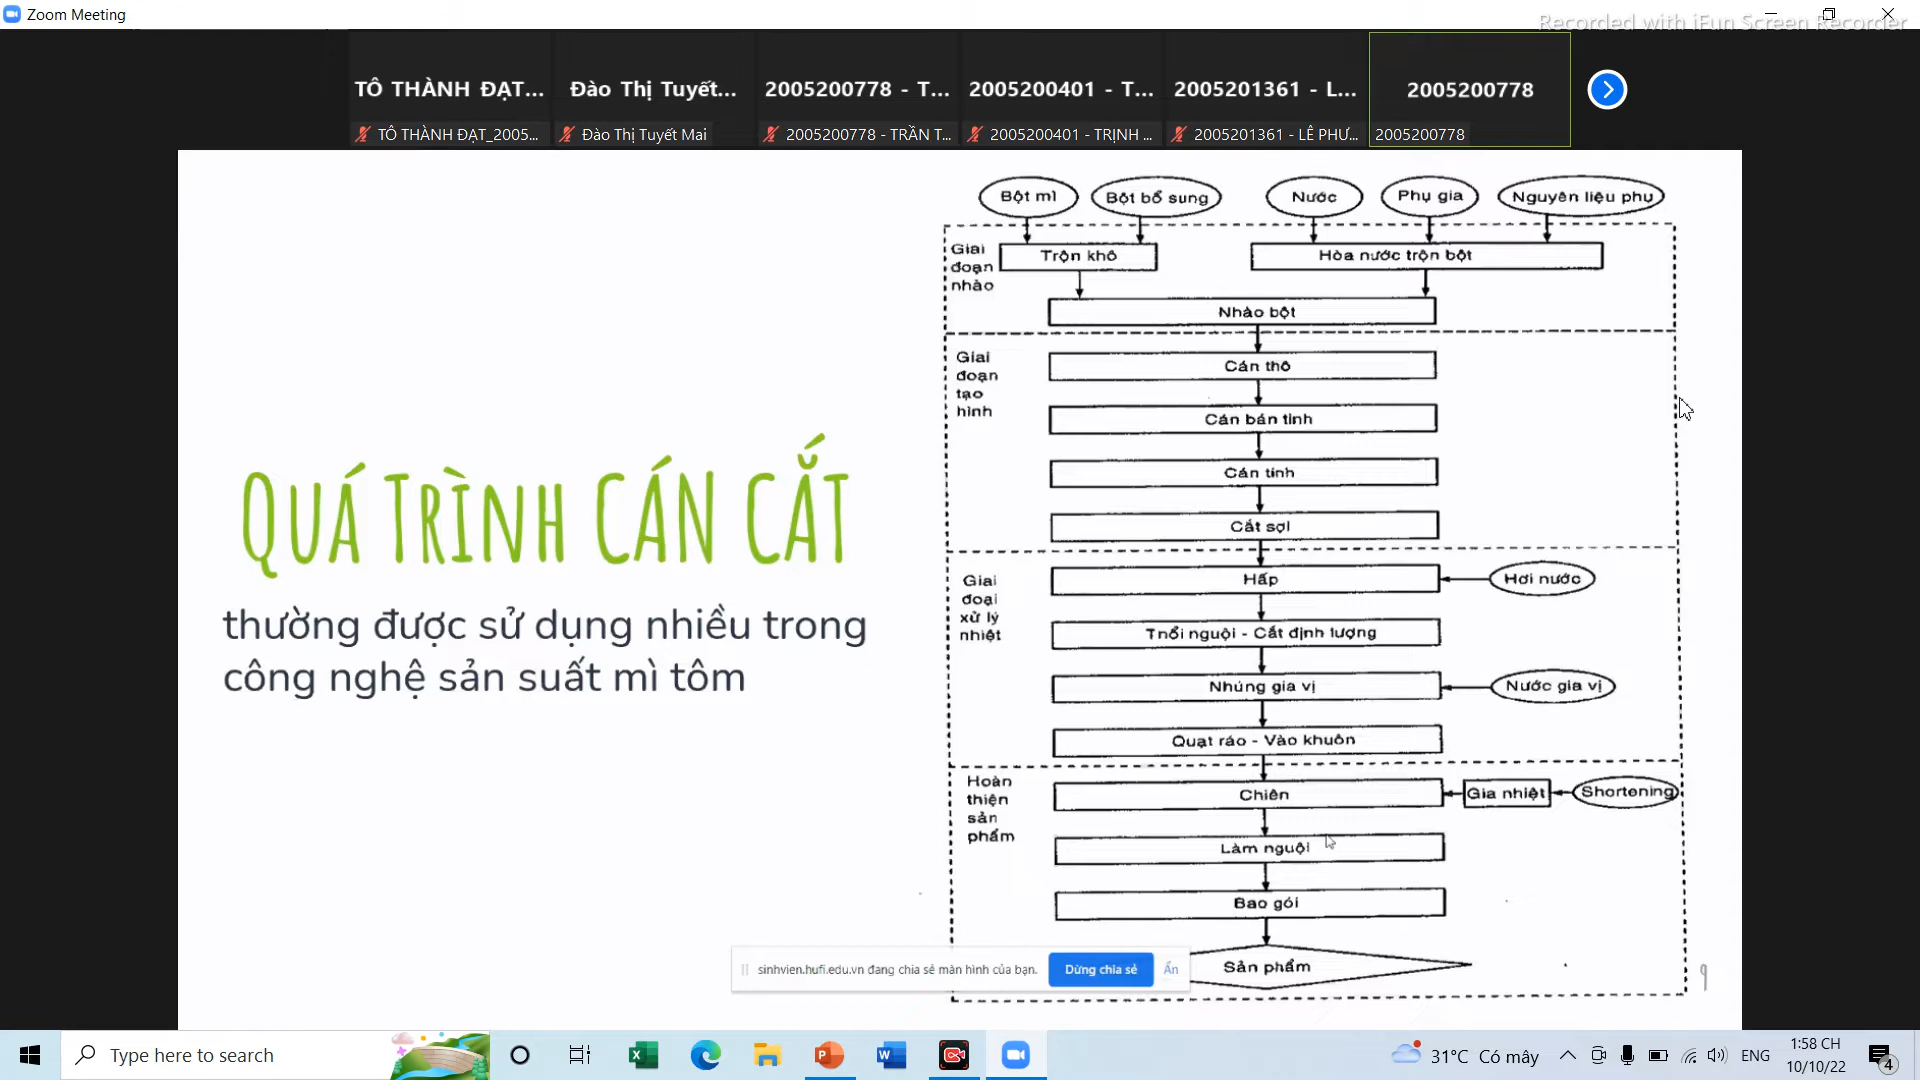 Zoom Meeting
Recorded with iFun Screen Recorder
TÔ THÀNH ĐẠT...
Đào Thị Tuyết...
2005200778 - T...
2005200401 - T...
2005201361 - L...
2005200778
TÔ THÀNH ĐẠT_2005...
Đào Thị Tuyết Mai
2005200778 - TRẦN T...
2005200401 - TRỊNH ...
2005201361 - LÊ PHƯ...
2005200778
QUÁ TRÌNH CÁN CẮT
thường được sử dụng nhiều trong
công nghệ sản suất mì tôm
Bột mì
Bột bổ sung
Nước
Phụ gia
Nguyên liệu phụ
Giai
đoạn
nhào
Trộn khô
Hòa nước trộn bột
Nhào bột
Giai
đoạn
tạo
hình
Cán thô
Cán bán tinh
Cán tinh
Cắt sợi
Giai
đoại
xử lý
nhiệt
Hấp
Hơi nước
Thổi nguội - Cắt định lượng
Nhúng gia vị
Nước gia vị
Quạt ráo - Vào khuôn
Hoàn
thiện
sản
phẩm
Chiên
Gia nhiệt
Shortening
Làm nguội
Bao gói
Sản phẩm
9
sinhvien.hufi.edu.vn đang chia sẻ màn hình của bạn.
Dừng chia sẻ
Ẩn
Type here to search
31°C Có mây
ENG
1:58 CH
10/10/22
4